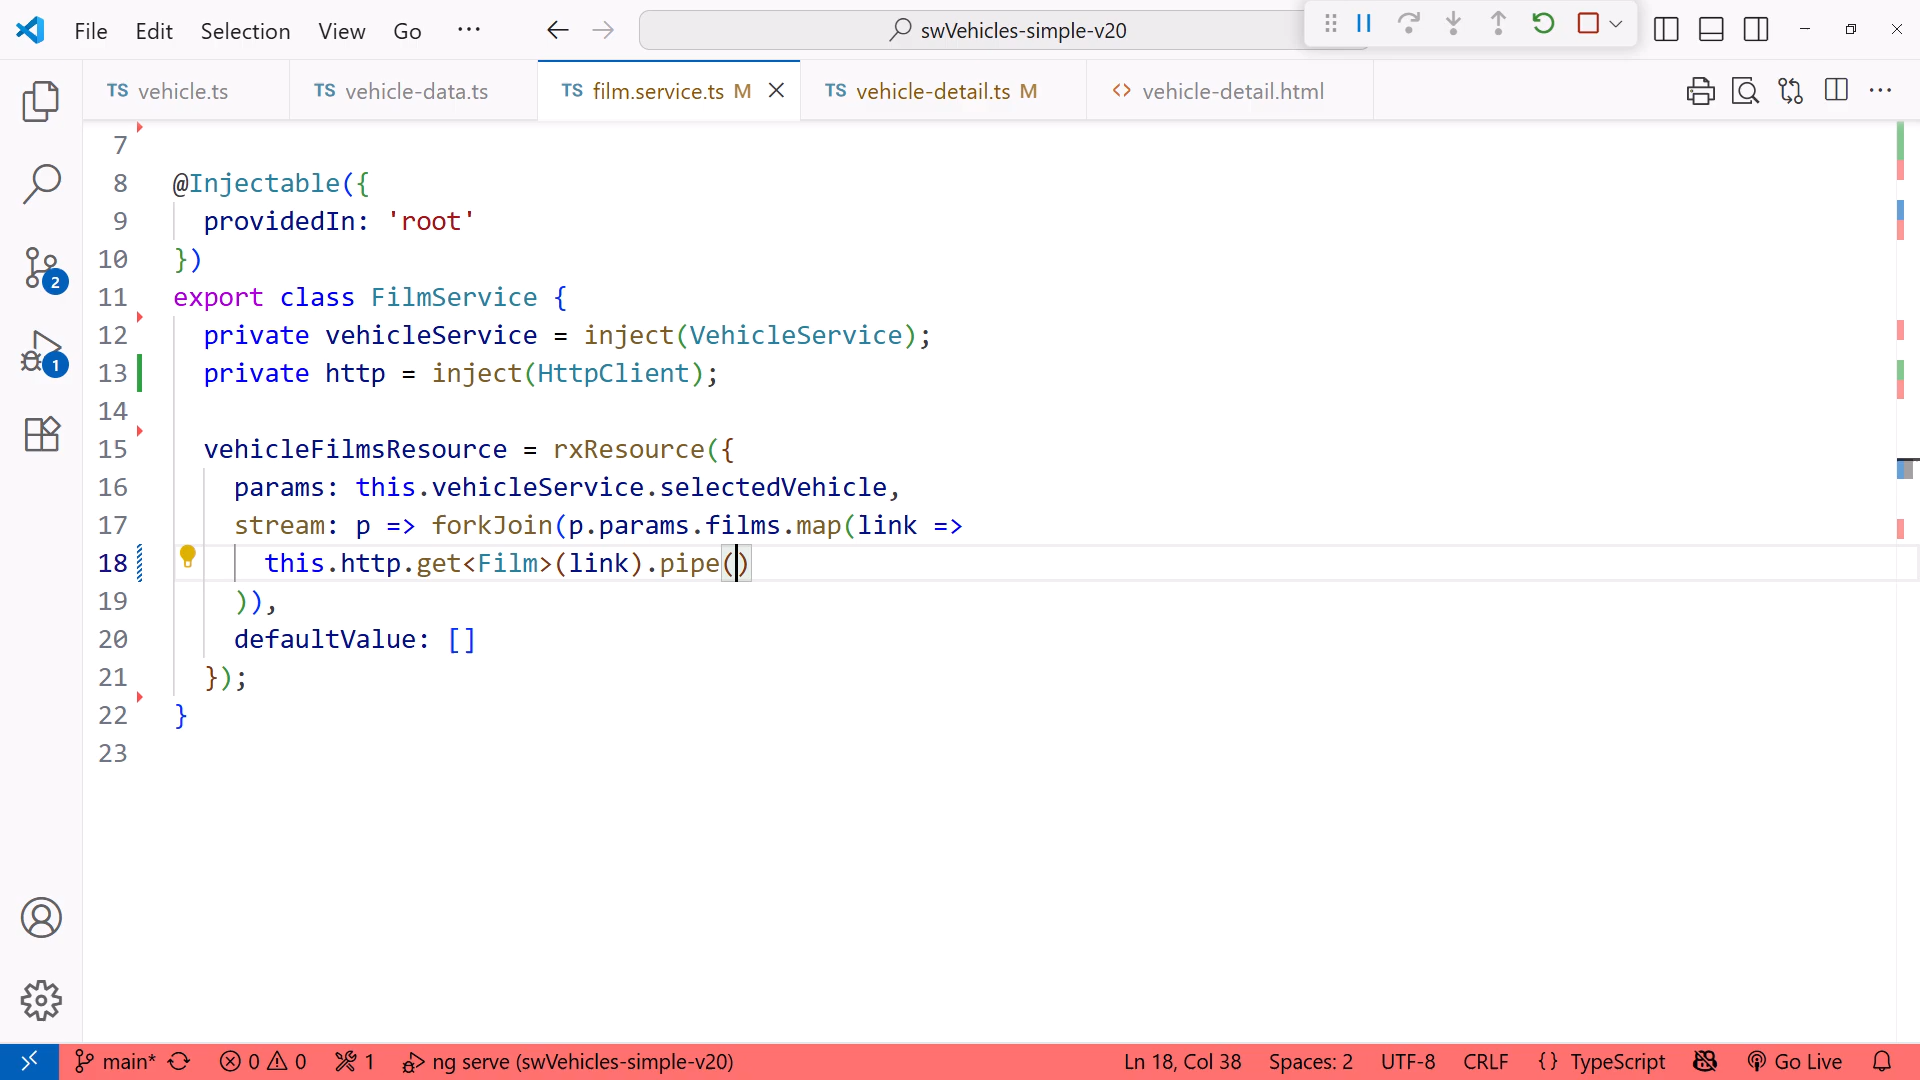 File Edit Selection View Go ··· swVehicles-simple-v20
TS vehicle.ts TS vehicle-data.ts TS film.service.ts M TS vehicle-detail.ts M <> vehicle-detail.html
7
8 @Injectable({
9 providedIn: 'root'
10 })
11 export class FilmService {
12 private vehicleService = inject(VehicleService);
13 private http = inject(HttpClient);
14
15 vehicleFilmsResource = rxResource({
16 params: this.vehicleService.selectedVehicle,
17 stream: p => forkJoin(p.params.films.map(link =>
18 this.http.get<Film>(link).pipe()
19 )),
20 defaultValue: []
21 });
22 }
23
2
1
main* 0 0 1 ng serve (swVehicles-simple-v20) Ln 18, Col 38 Spaces: 2 UTF-8 CRLF {} TypeScript Go Live